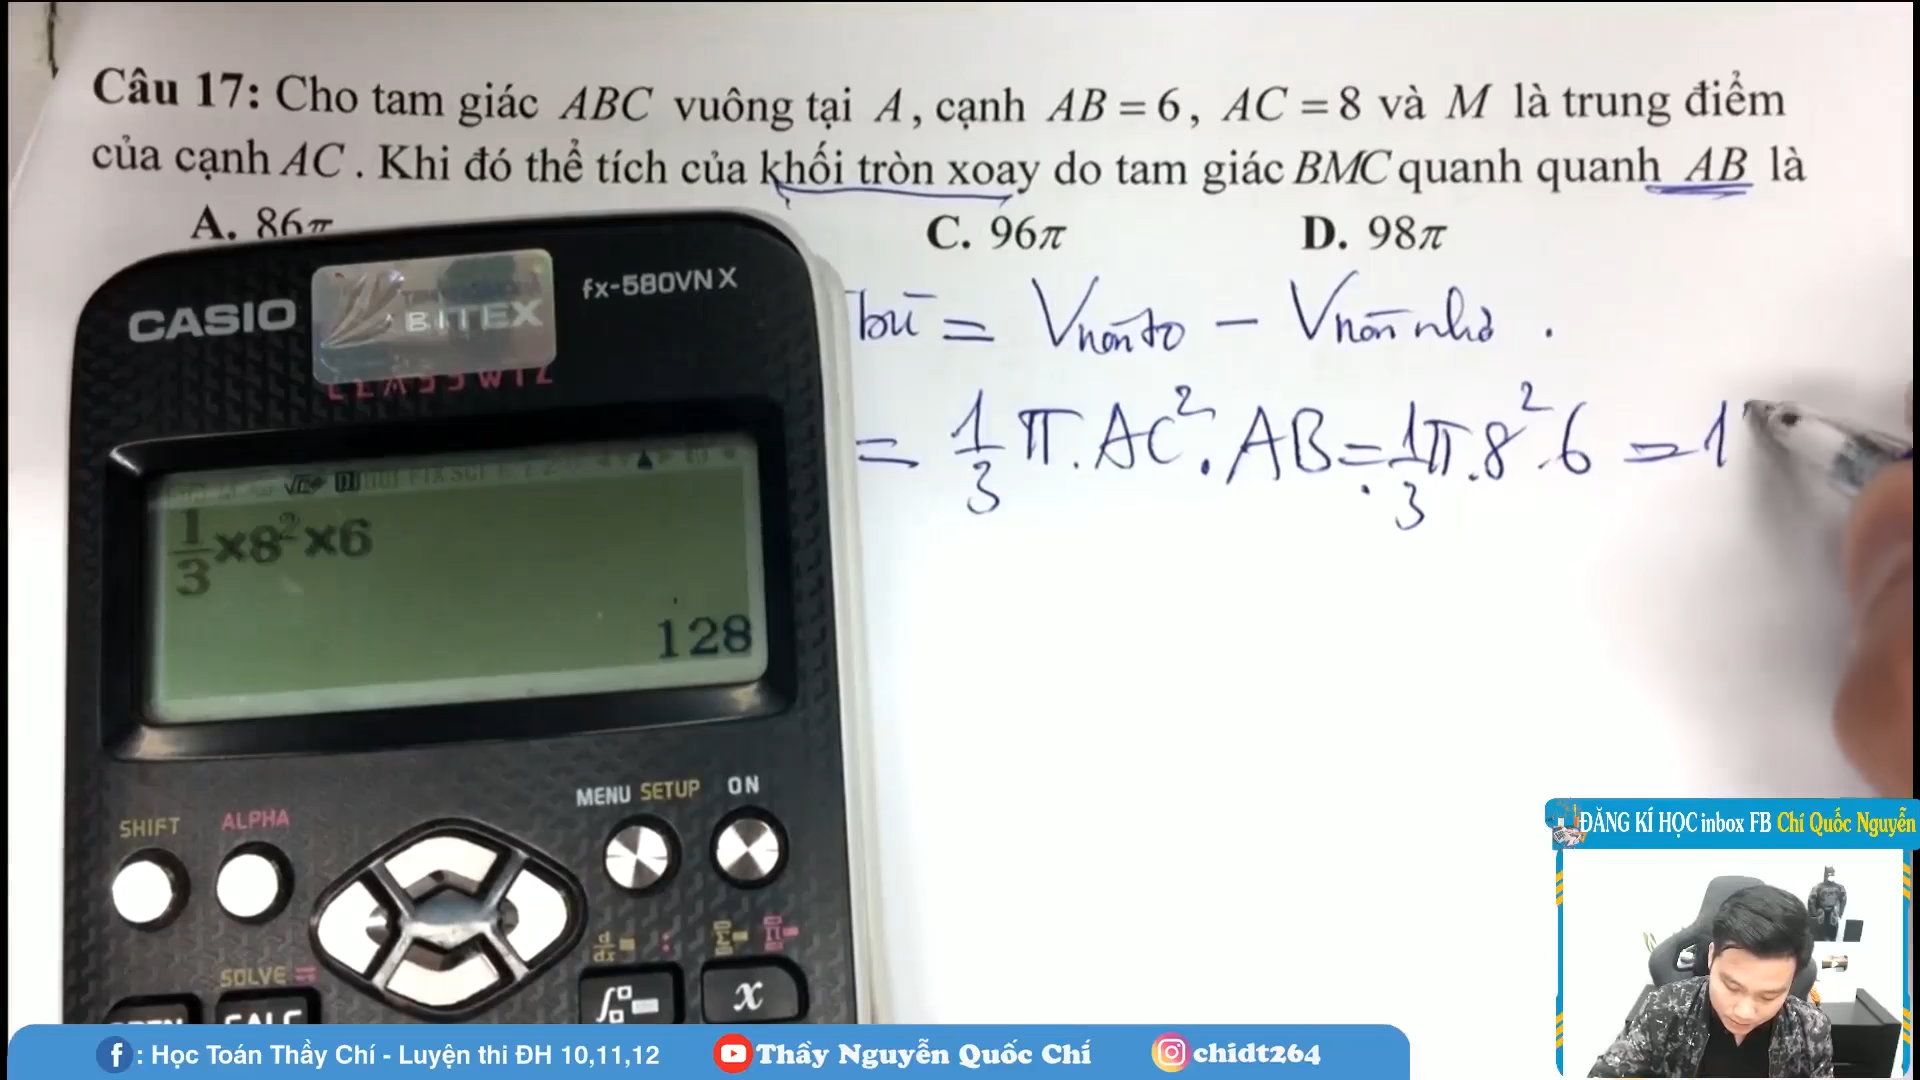 Câu 17: Cho tam giác ABC vuông tại A, cạnh AB = 6, AC = 8 và M là trung điểm
của cạnh AC. Khi đó thể tích của khối tròn xoay do tam giác BMC quanh quanh AB là
A. 86π
C. 96π
D. 98π
= Vnón to - Vnón nhỏ .
= 1/3 π. AC². AB = 1/3 π. 8². 6 = 1
CASIO
BITEX
fx-580VN X
CLASSWIZ
1/3×8²×6
128
SHIFT
ALPHA
MENU SETUP
ON
SOLVE =
CALC
x
ĐĂNG KÍ HỌC inbox FB Chí Quốc Nguyễn
f : Học Toán Thầy Chí - Luyện thi ĐH 10,11,12
Thầy Nguyễn Quốc Chí
chidt264